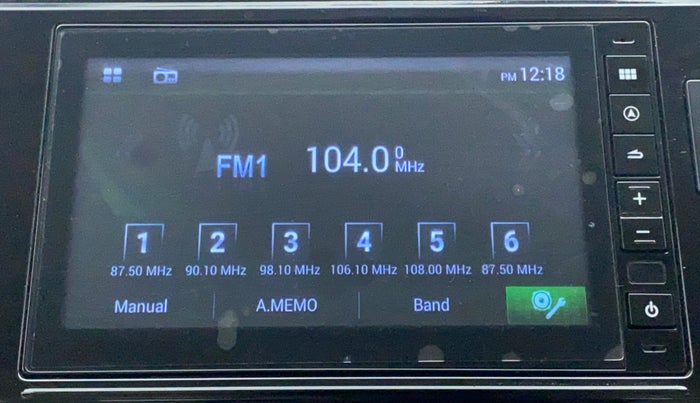 PM 12:18
FM1 104.00 MHz
1 2 3 4 5 6
87.50 MHz 90.10 MHz 98.10 MHz 106.10 MHz 108.00 MHz 87.50 MHz
Manual A.MEMO Band